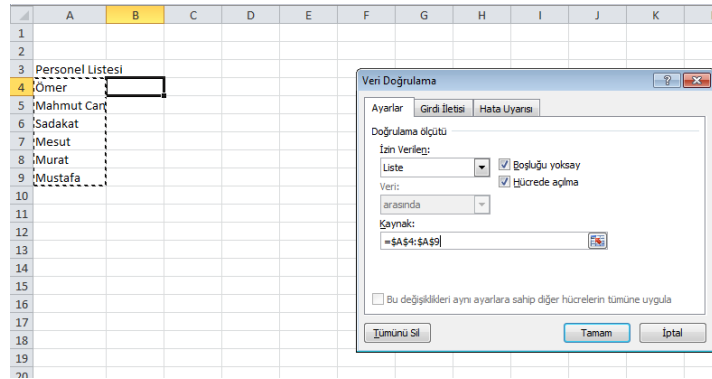 A B C D E F G H I J K
1
2
3 Personel Listesi
4 Ömer
5 Mahmut Can
6 Sadakat
7 Mesut
8 Murat
9 Mustafa
10
11
12
13
14
15
16
17
18
19
20
Veri Doğrulama
Ayarlar Girdi İletisi Hata Uyarısı
Doğrulama ölçütü
İzin Verilen:
Liste
Boşluğu yoksay
Hücrede açılma
Veri:
arasında
Kaynak:
=$A$4:$A$9
Bu değişiklikleri aynı ayarlara sahip diğer hücrelerin tümüne uygula
Tümünü Sil Tamam İptal